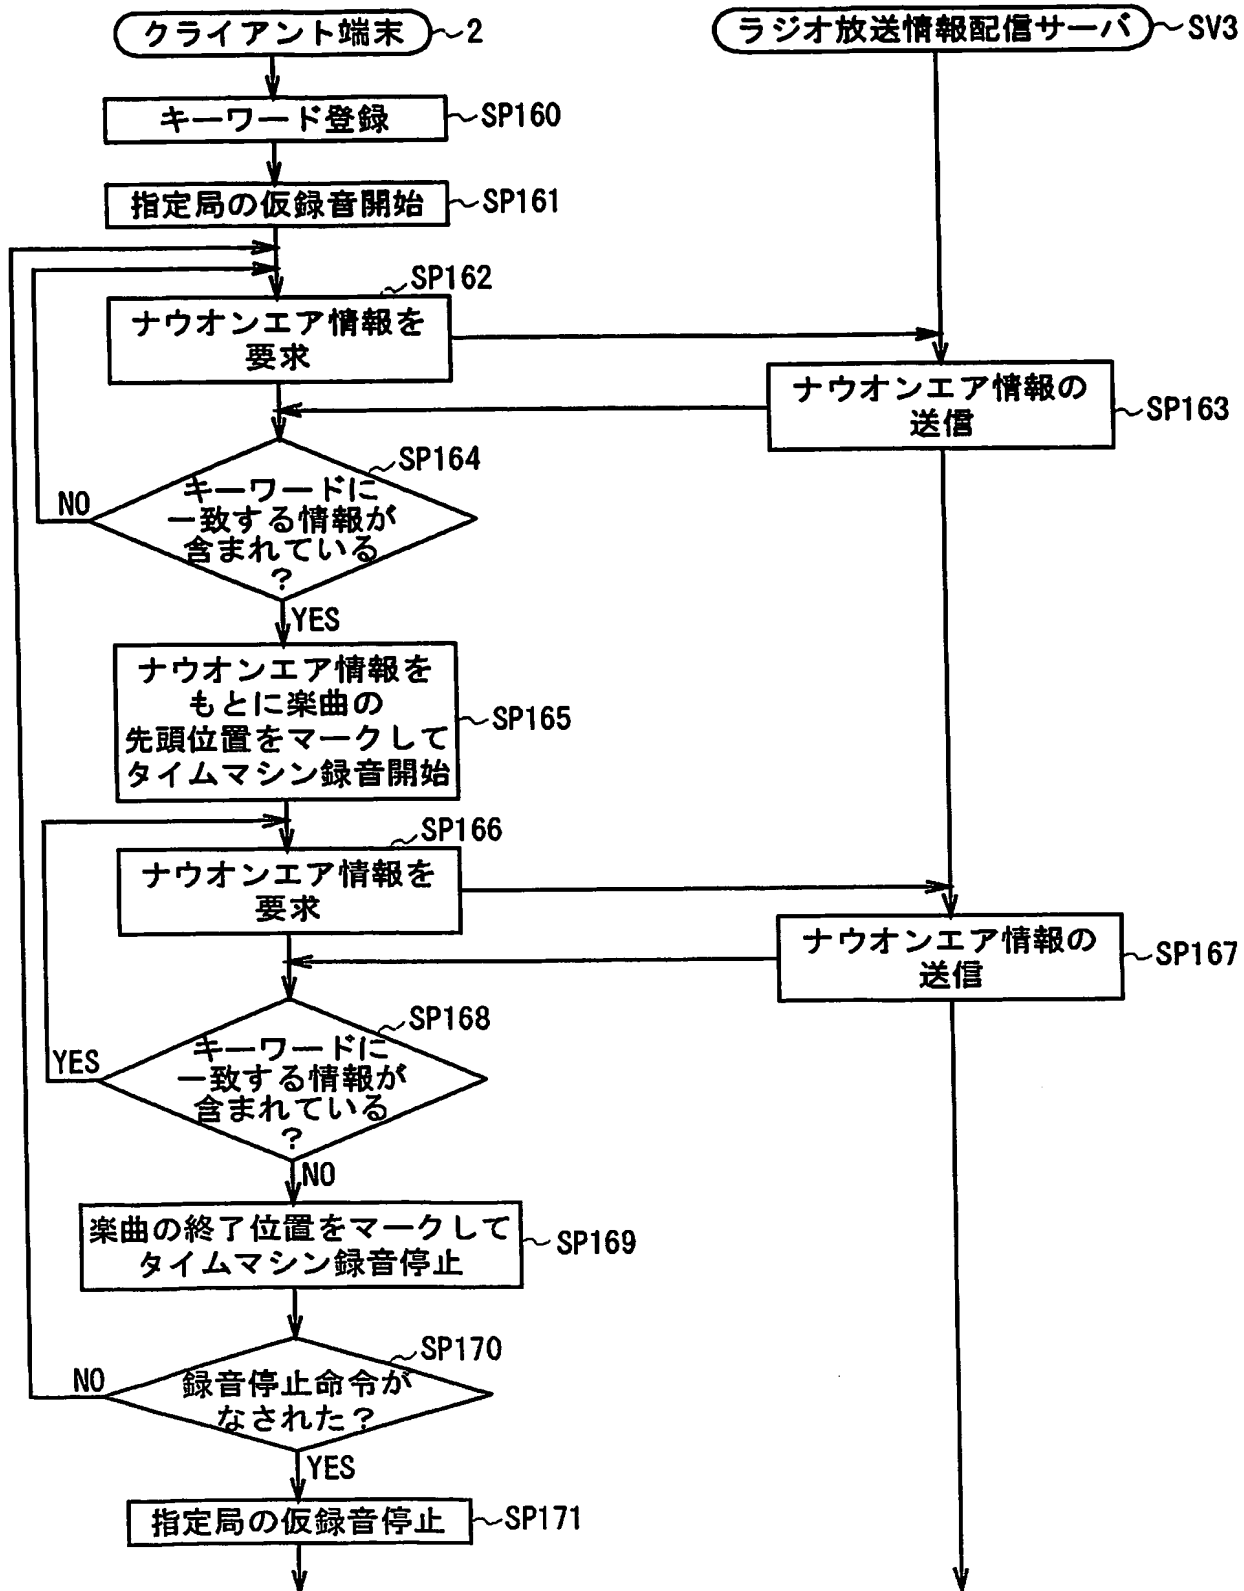 クライアント端末
2
ラジオ放送情報配信サーバ
SV3
キーワード登録
SP160
指定局の仮録音開始
SP161
SP162
ナウオンエア情報を
要求
ナウオンエア情報の
送信
SP163
SP164
キーワードに
一致する情報が
含まれている
?
NO
YES
ナウオンエア情報を
もとに楽曲の
先頭位置をマークして
タイムマシン録音開始
SP165
SP166
ナウオンエア情報を
要求
ナウオンエア情報の
送信
SP167
SP168
キーワードに
一致する情報が
含まれている
?
YES
NO
楽曲の終了位置をマークして
タイムマシン録音停止
SP169
SP170
録音停止命令が
なされた?
NO
YES
指定局の仮録音停止
SP171